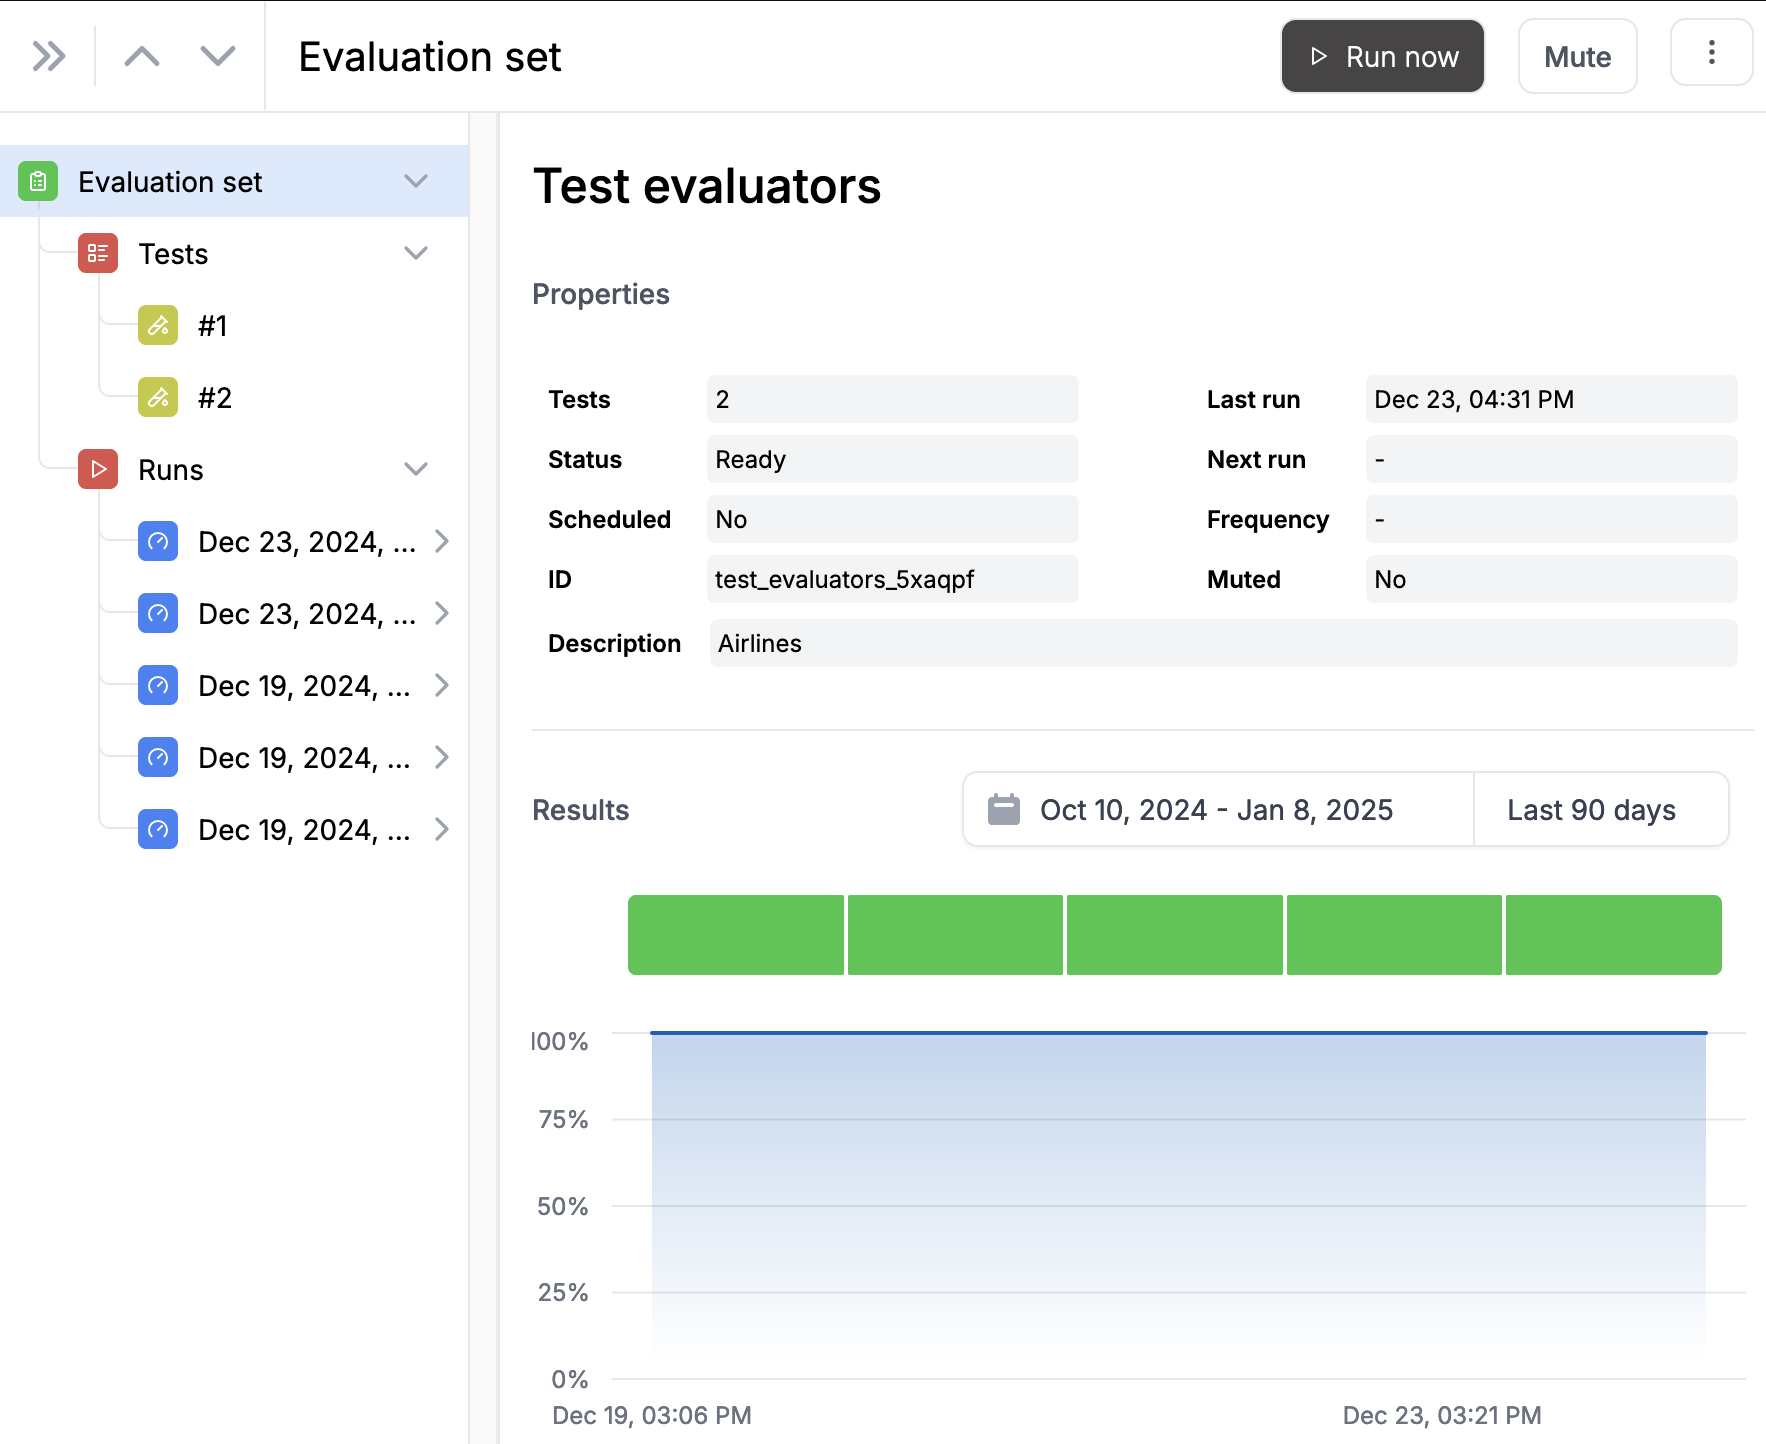 Evaluation set
Run now
Mute
Evaluation set
Tests
#1
#2
Runs
Dec 23, 2024, ...
Dec 23, 2024, ...
Dec 19, 2024, ...
Dec 19, 2024, ...
Dec 19, 2024, ...
Test evaluators
Properties
Tests 2
Last run Dec 23, 04:31 PM
Status Ready
Next run -
Scheduled No
Frequency -
ID test_evaluators_5xaqpf
Muted No
Description Airlines
Results
Oct 10, 2024 - Jan 8, 2025
Last 90 days
100%
75%
50%
25%
0%
Dec 19, 03:06 PM
Dec 23, 03:21 PM